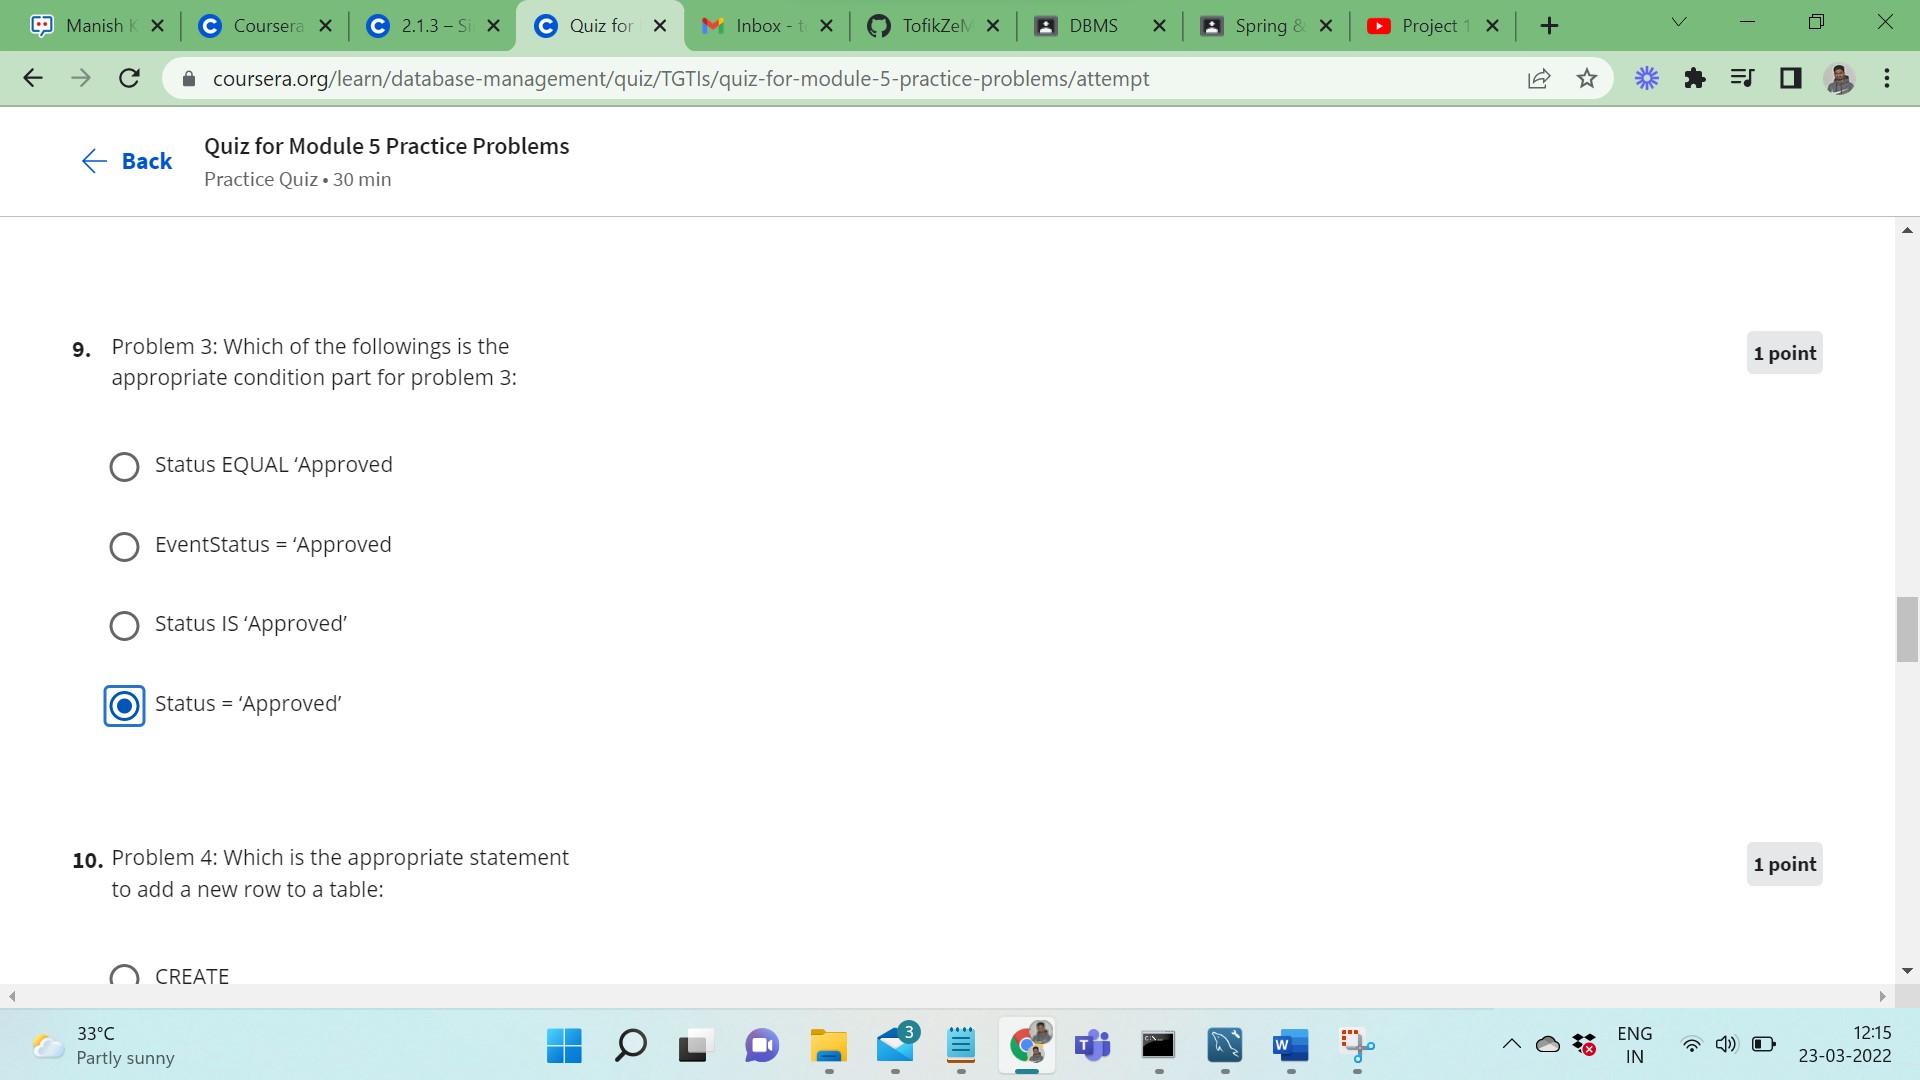 Manish K
Coursera
2.1.3 – Si
Quiz for
Inbox - t
TofikZeM
DBMS
Spring &
Project 1
coursera.org/learn/database-management/quiz/TGTIs/quiz-for-module-5-practice-problems/attempt
Back
Quiz for Module 5 Practice Problems
Practice Quiz • 30 min
9. Problem 3: Which of the followings is the
appropriate condition part for problem 3:
1 point
Status EQUAL ‘Approved
EventStatus = ‘Approved
Status IS ‘Approved’
Status = ‘Approved’
10. Problem 4: Which is the appropriate statement
to add a new row to a table:
1 point
CREATE
33°C
Partly sunny
3
ENG
IN
12:15
23-03-2022